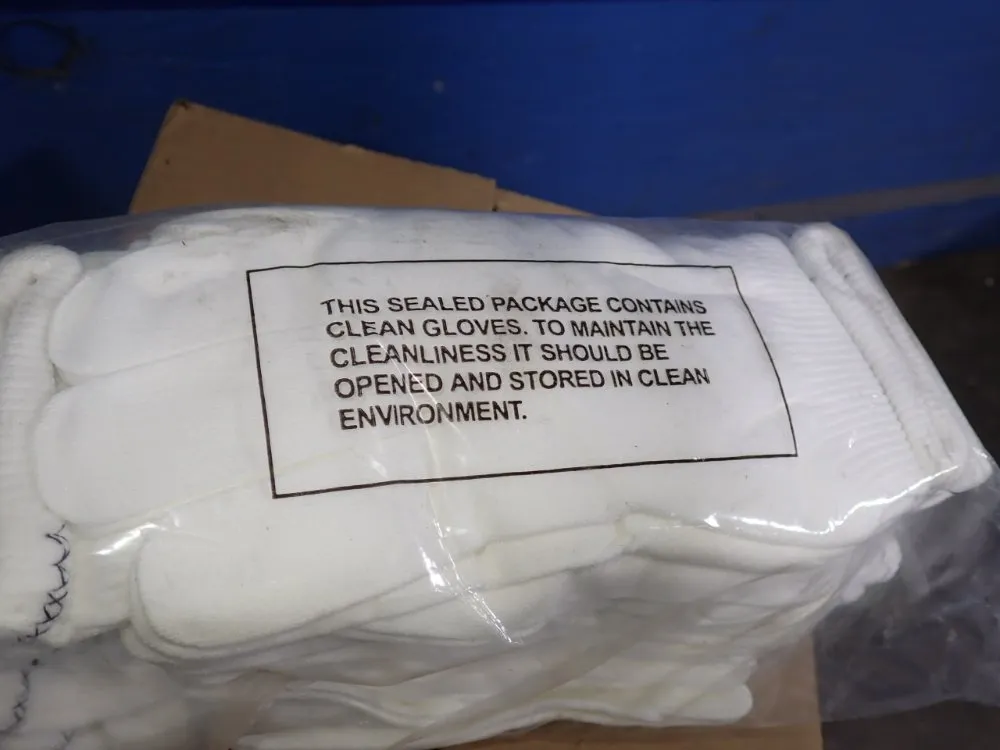 THIS SEALED PACKAGE CONTAINS
CLEAN GLOVES. TO MAINTAIN THE
CLEANLINESS IT SHOULD BE
OPENED AND STORED IN CLEAN
ENVIRONMENT.